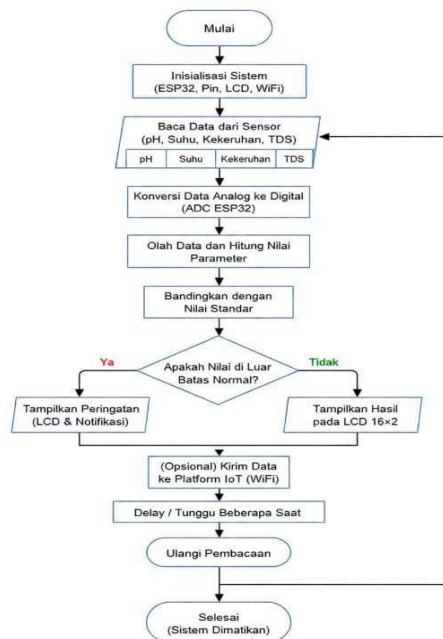 Mulai
Inisialisasi Sistem
(ESP32, Pin, LCD, WiFi)
Baca Data dari Sensor
(pH, Suhu, Kekeruhan, TDS)
pH Suhu Kekeruhan TDS
Konversi Data Analog ke Digital
(ADC ESP32)
Olah Data dan Hitung Nilai
Parameter
Bandingkan dengan
Nilai Standar
Apakah Nilai di Luar
Batas Normal?
Ya
Tidak
Tampilkan Peringatan
(LCD & Notifikasi)
Tampilkan Hasil
pada LCD 16×2
(Opsional) Kirim Data
ke Platform IoT (WiFi)
Delay / Tunggu Beberapa Saat
Ulangi Pembacaan
Selesai
(Sistem Dimatikan)